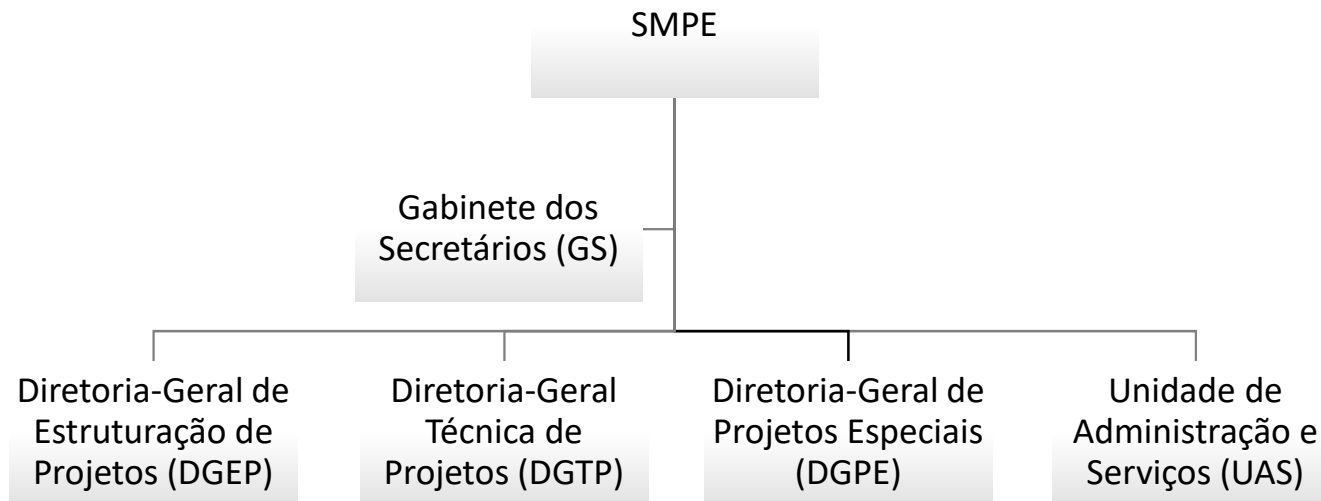 SMPE
Gabinete dos
Secretários (GS)
Diretoria-Geral de
Estruturação de
Projetos (DGEP)
Diretoria-Geral
Técnica de
Projetos (DGTP)
Diretoria-Geral de
Projetos Especiais
(DGPE)
Unidade de
Administração e
Serviços (UAS)